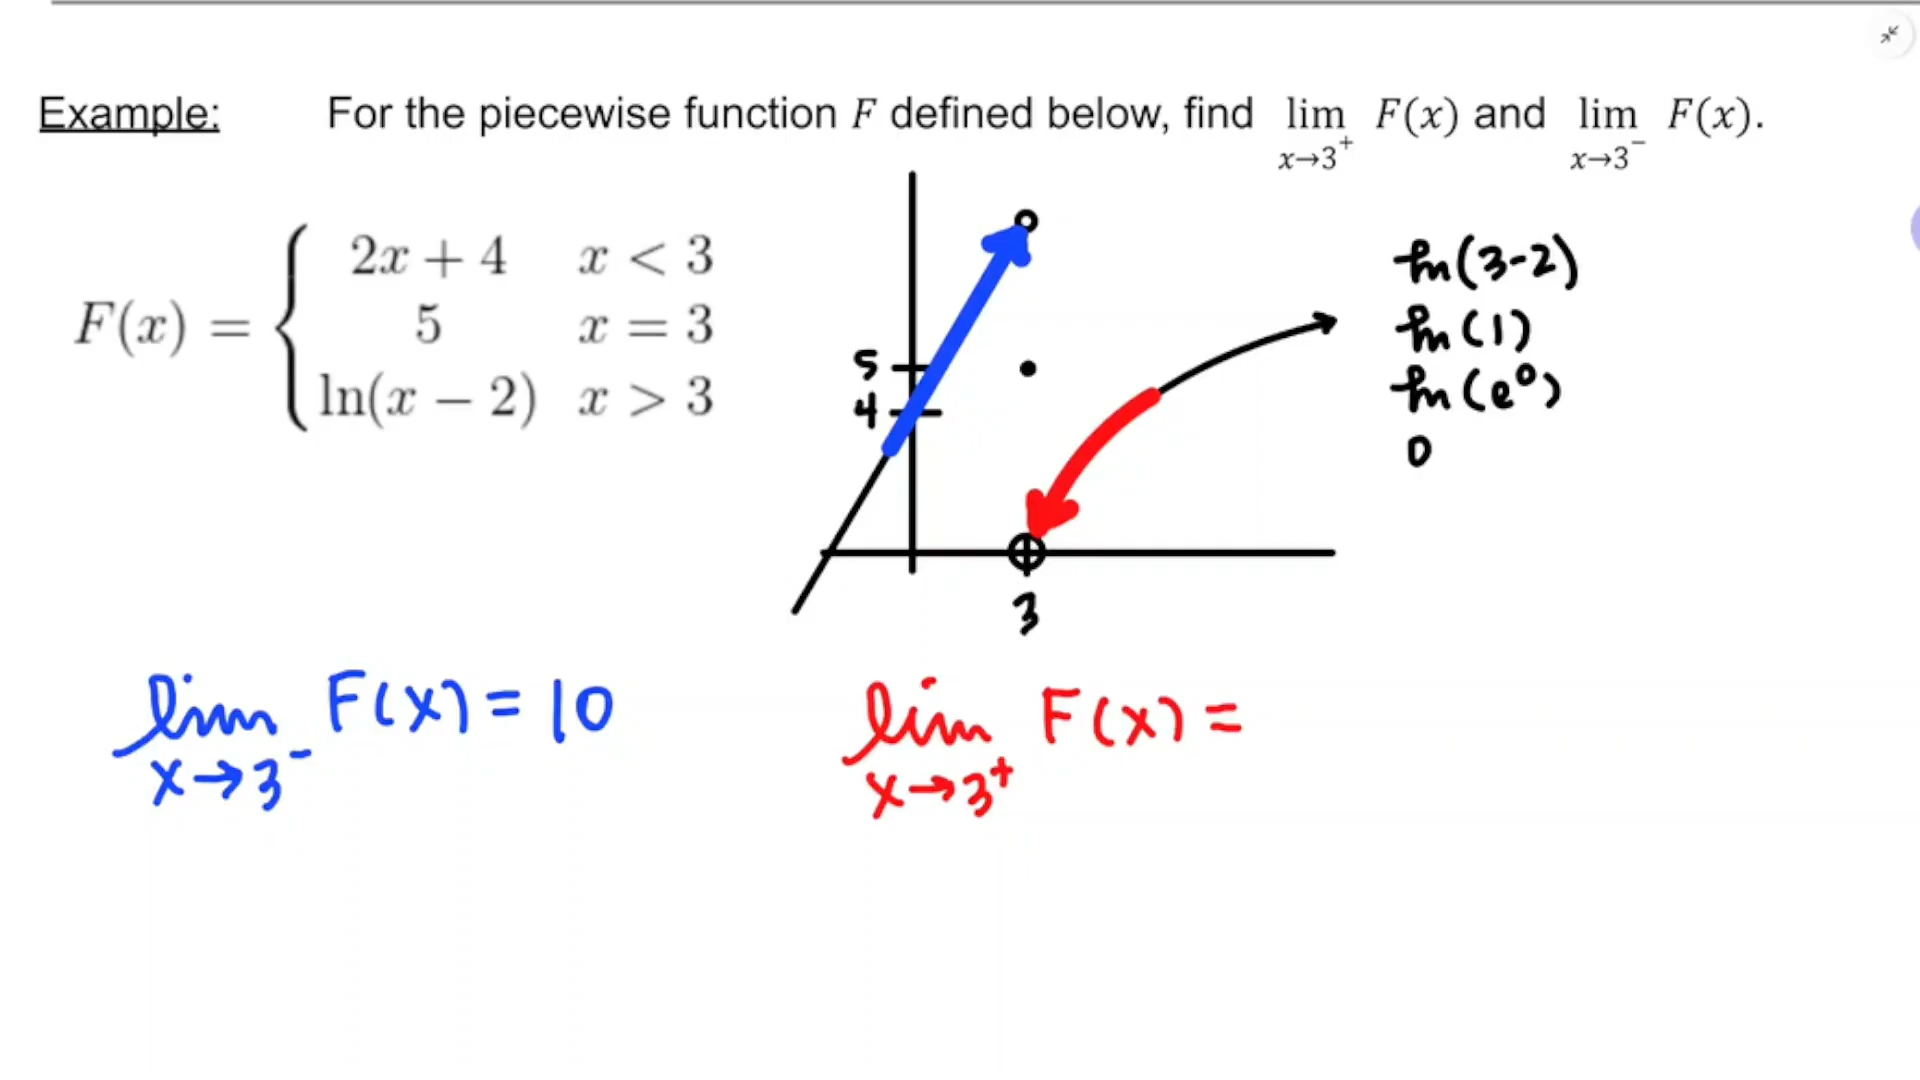 Example: For the piecewise function F defined below, find lim x→3⁺ F(x) and lim x→3⁻ F(x).
F(x) = { 2x + 4 x < 3
5 x = 3
ln(x − 2) x > 3
5
4
3
ln(3-2)
ln(1)
ln(e⁰)
0
lim x→3⁻ F(x) = 10
lim x→3⁺ F(x) =